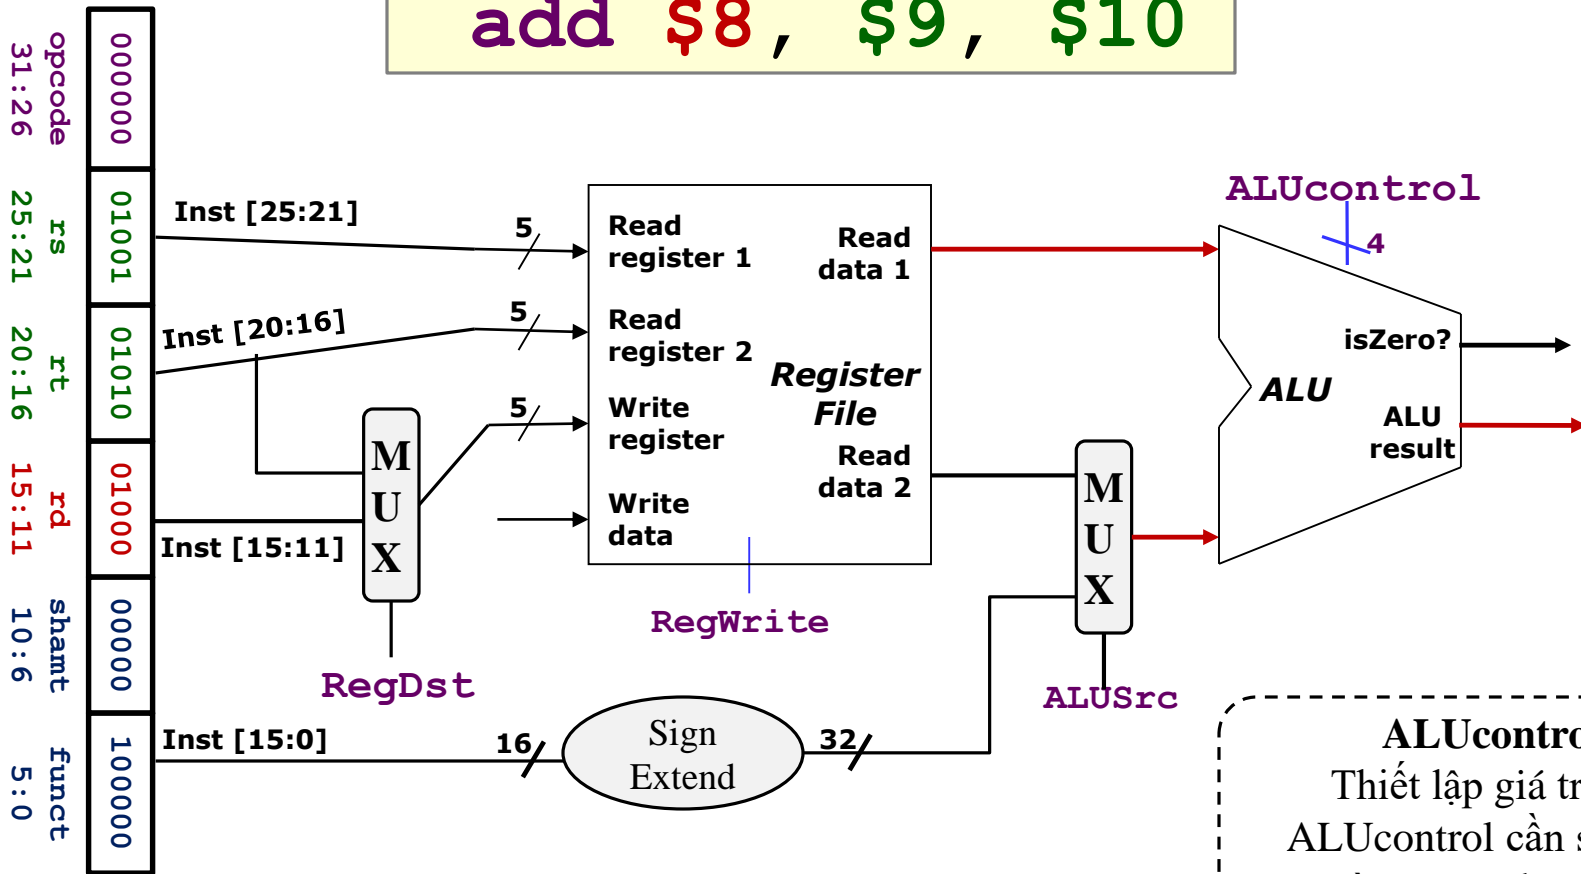 add $8, $9, $10
opcode
31:26
000000
rs
25:21
01001
rt
20:16
01010
rd
15:11
01000
shamt
10:6
00000
funct
5:0
100000
Inst [25:21]
Inst [20:16]
Inst [15:11]
Inst [15:0]
5
5
5
16
32
M
U
X
RegDst
Read
register 1
Read
register 2
Write
register
Write
data
Read
data 1
Register
File
Read
data 2
RegWrite
Sign
Extend
M
U
X
ALUSrc
ALUcontrol
4
isZero?
ALU
ALU
result
Thiết lập giá
ALUcontrol cần